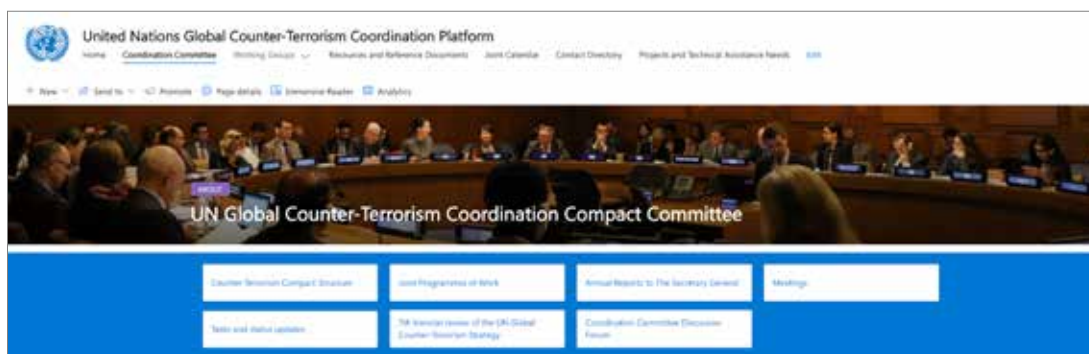 United Nations Global Counter-Terrorism Coordination Platform
Home Coordination Committee Working Groups Resources and Reference Documents Joint Calendar Contact Directory Projects and Technical Assistance Needs Edit
+ New Send to Promote Page details Immersive Reader Analytics
ABOUT
UN Global Counter-Terrorism Coordination Compact Committee
Counter-Terrorism Compact Structure
Joint Programmes of Work
Annual Reports to The Secretary General
Meetings
Tasks and status updates
7th biennial review of the UN Global
Counter-Terrorism Strategy
Coordination Committee Discussion
Forum